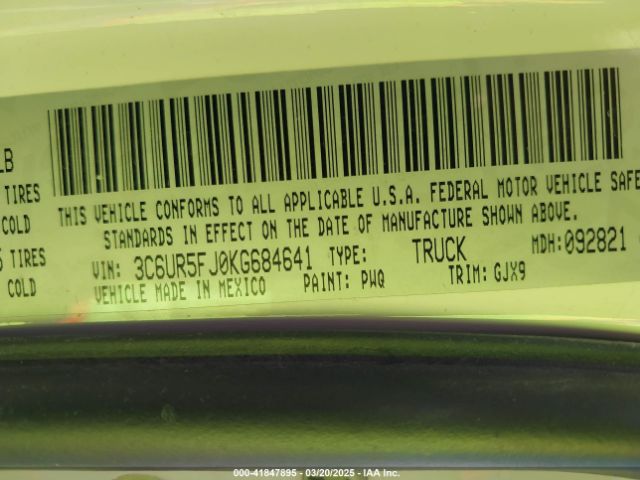 LB
TIRES
COLD
TIRES
COLD
THIS VEHICLE CONFORMS TO ALL APPLICABLE U.S.A. FEDERAL MOTOR VEHICLE SAFE
STANDARDS IN EFFECT ON THE DATE OF MANUFACTURE SHOWN ABOVE.
VIN: 3C6UR5FJ0KG684641 TYPE: TRUCK MDH:092821
VEHICLE MADE IN MEXICO PAINT: PWQ TRIM: GJX9
000-41847895 - 03/20/2025 - IAA Inc.